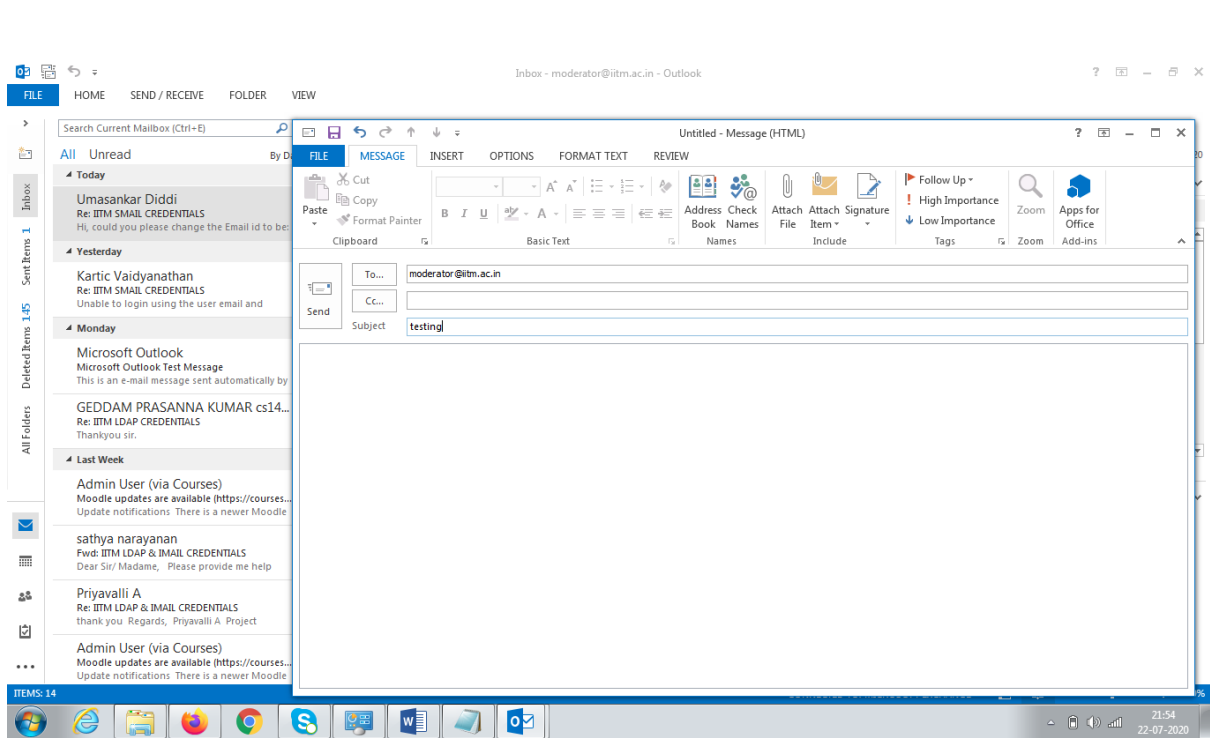 Inbox - moderator@iitm.ac.in - Outlook
FILE HOME SEND / RECEIVE FOLDER VIEW
Search Current Mailbox (Ctrl+E)
All Unread
Today
Umasankar Diddi
Re: IITM SMAIL CREDENTIALS
Hi, could you please change the Email id to be:
Yesterday
Kartic Vaidyanathan
Re: IITM SMAIL CREDENTIALS
Unable to login using the user email and
Monday
Microsoft Outlook
Microsoft Outlook Test Message
This is an e-mail message sent automatically by
GEDDAM PRASANNA KUMAR cs14...
Re: IITM LDAP CREDENTIALS
Thankyou sir.
Last Week
Admin User (via Courses)
Moodle updates are available (https://courses...
Update notifications There is a newer Moodle
sathya narayanan
Fwd: IITM LDAP & IMAIL CREDENTIALS
Dear Sir/ Madame, Please provide me help
Priyavalli A
Re: IITM LDAP & IMAIL CREDENTIALS
thank you Regards, Priyavalli A Project
Admin User (via Courses)
Moodle updates are available (https://courses...
Update notifications There is a newer Moodle
Inbox
Sent Items 1
Deleted Items 145
All Folders
Untitled - Message (HTML)
FILE MESSAGE INSERT OPTIONS FORMAT TEXT REVIEW
Paste
Cut
Copy
Format Painter
Clipboard
B I U
Basic Text
Address Book
Check Names
Names
Attach File
Attach Item
Signature
Include
Follow Up
High Importance
Low Importance
Tags
Zoom
Zoom
Apps for Office
Add-ins
Send
To... moderator@iitm.ac.in
Cc...
Subject testing
ITEMS: 14
21:54
22-07-2020